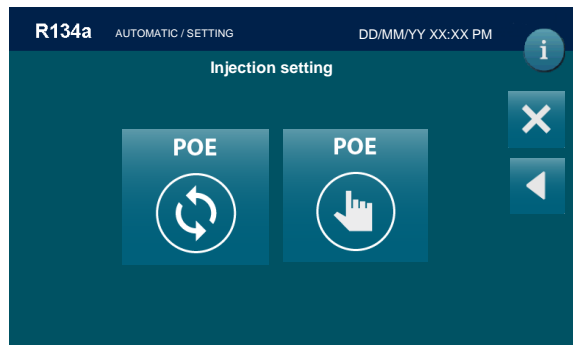 R134a AUTOMATIC / SETTING DD/MM/YY XX:XX PM
i
Injection setting
POE POE